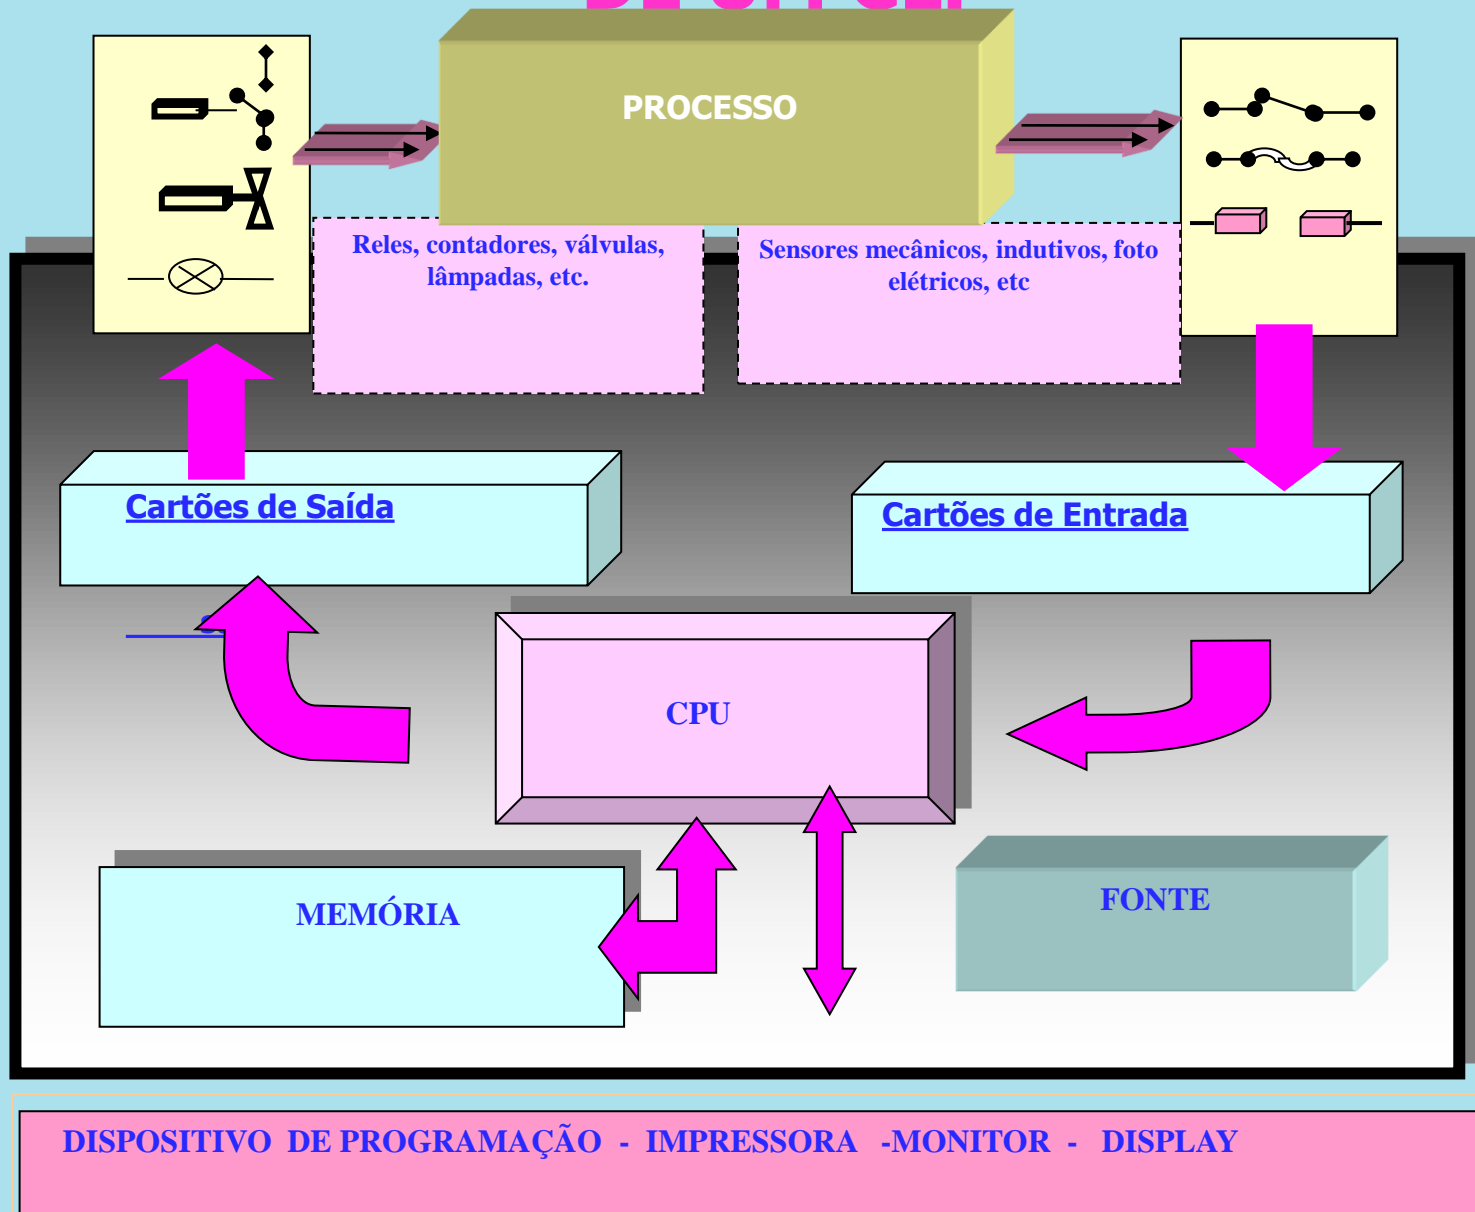 PROCESSO
Reles, contadores, válvulas,
lâmpadas, etc.
Sensores mecânicos, indutivos, foto
elétricos, etc
Cartões de Saída
Cartões de Entrada
CPU
MEMÓRIA
FONTE
DISPOSITIVO DE PROGRAMAÇÃO - IMPRESSORA -MONITOR - DISPLAY